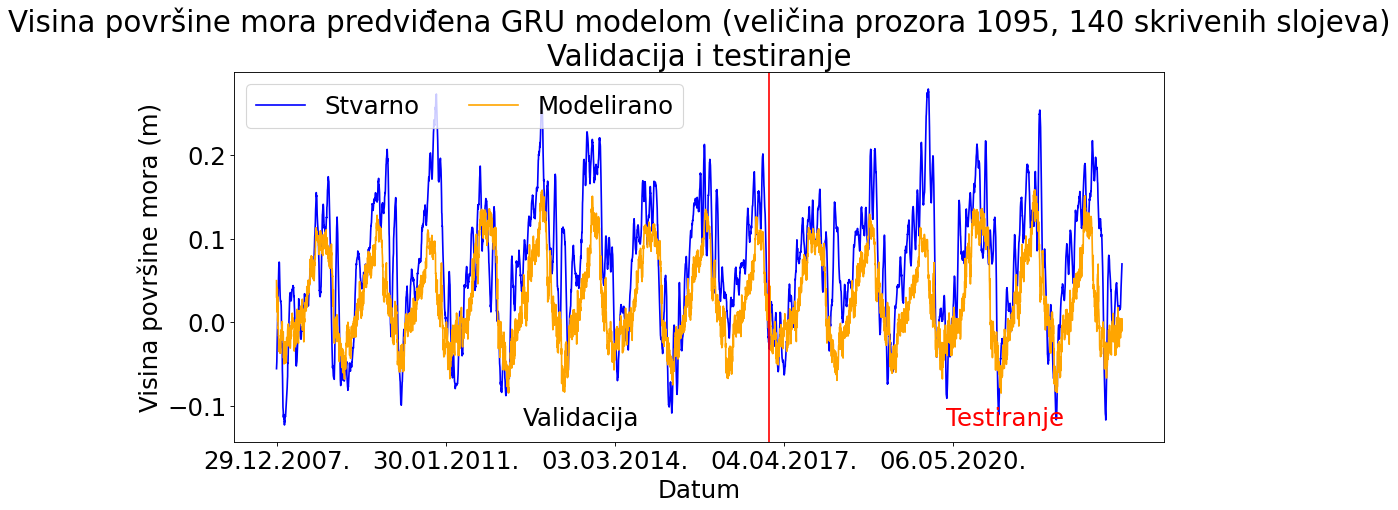 Visina površine mora predviđena GRU modelom (veličina prozora 1095, 140 skrivenih slojeva)
Validacija i testiranje
Stvarno
Modelirano
Visina površine mora (m)
0.2
0.1
0.0
−0.1
Validacija
Testiranje
29.12.2007.
30.01.2011.
03.03.2014.
04.04.2017.
06.05.2020.
Datum